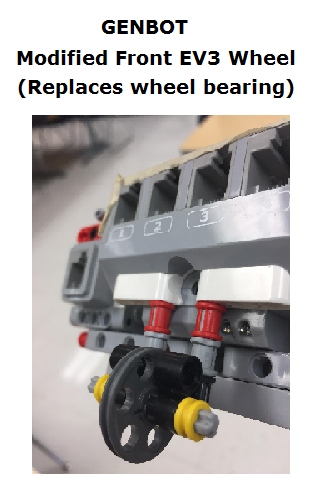 GENBOT
Modified Front EV3 Wheel
(Replaces wheel bearing)
1 2 3